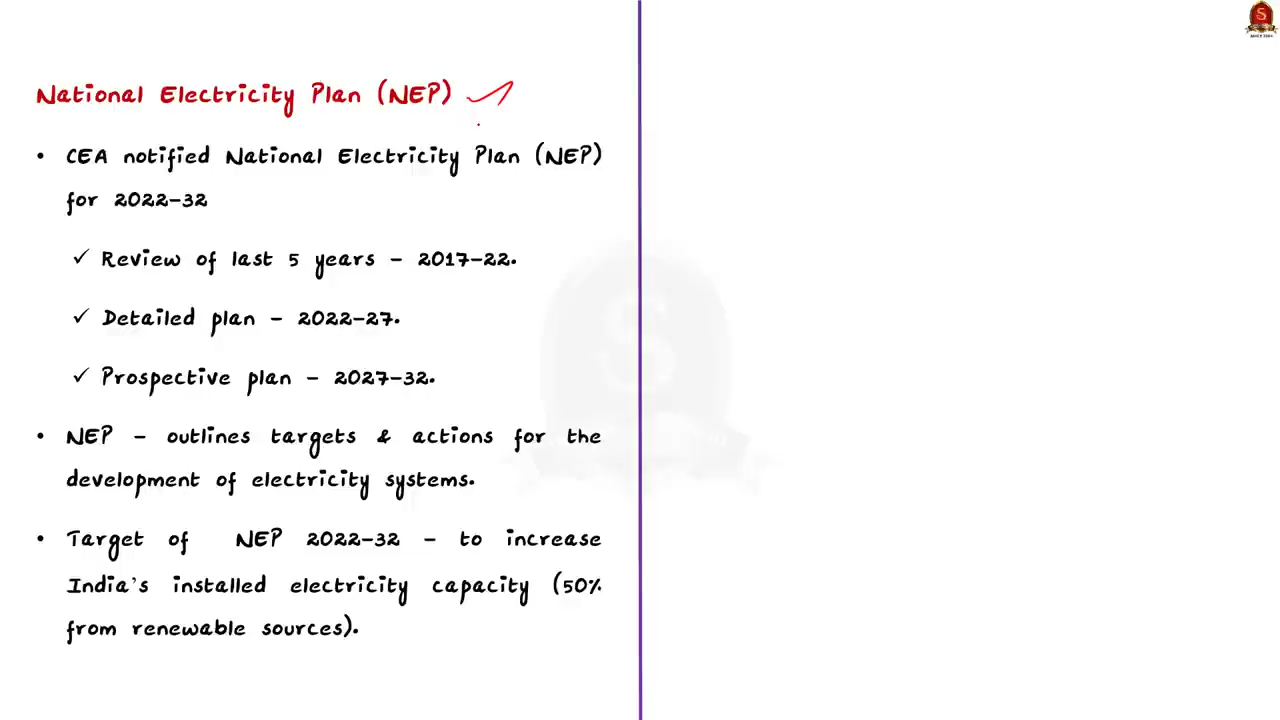 National Electricity Plan (NEP)
• CEA notified National Electricity Plan (NEP)
for 2022-32
✓ Review of last 5 years - 2017-22.
✓ Detailed plan - 2022-27.
✓ Prospective plan - 2027-32.
• NEP - outlines targets & actions for the
development of electricity systems.
• Target of NEP 2022-32 - to increase
India's installed electricity capacity (50%
from renewable sources).